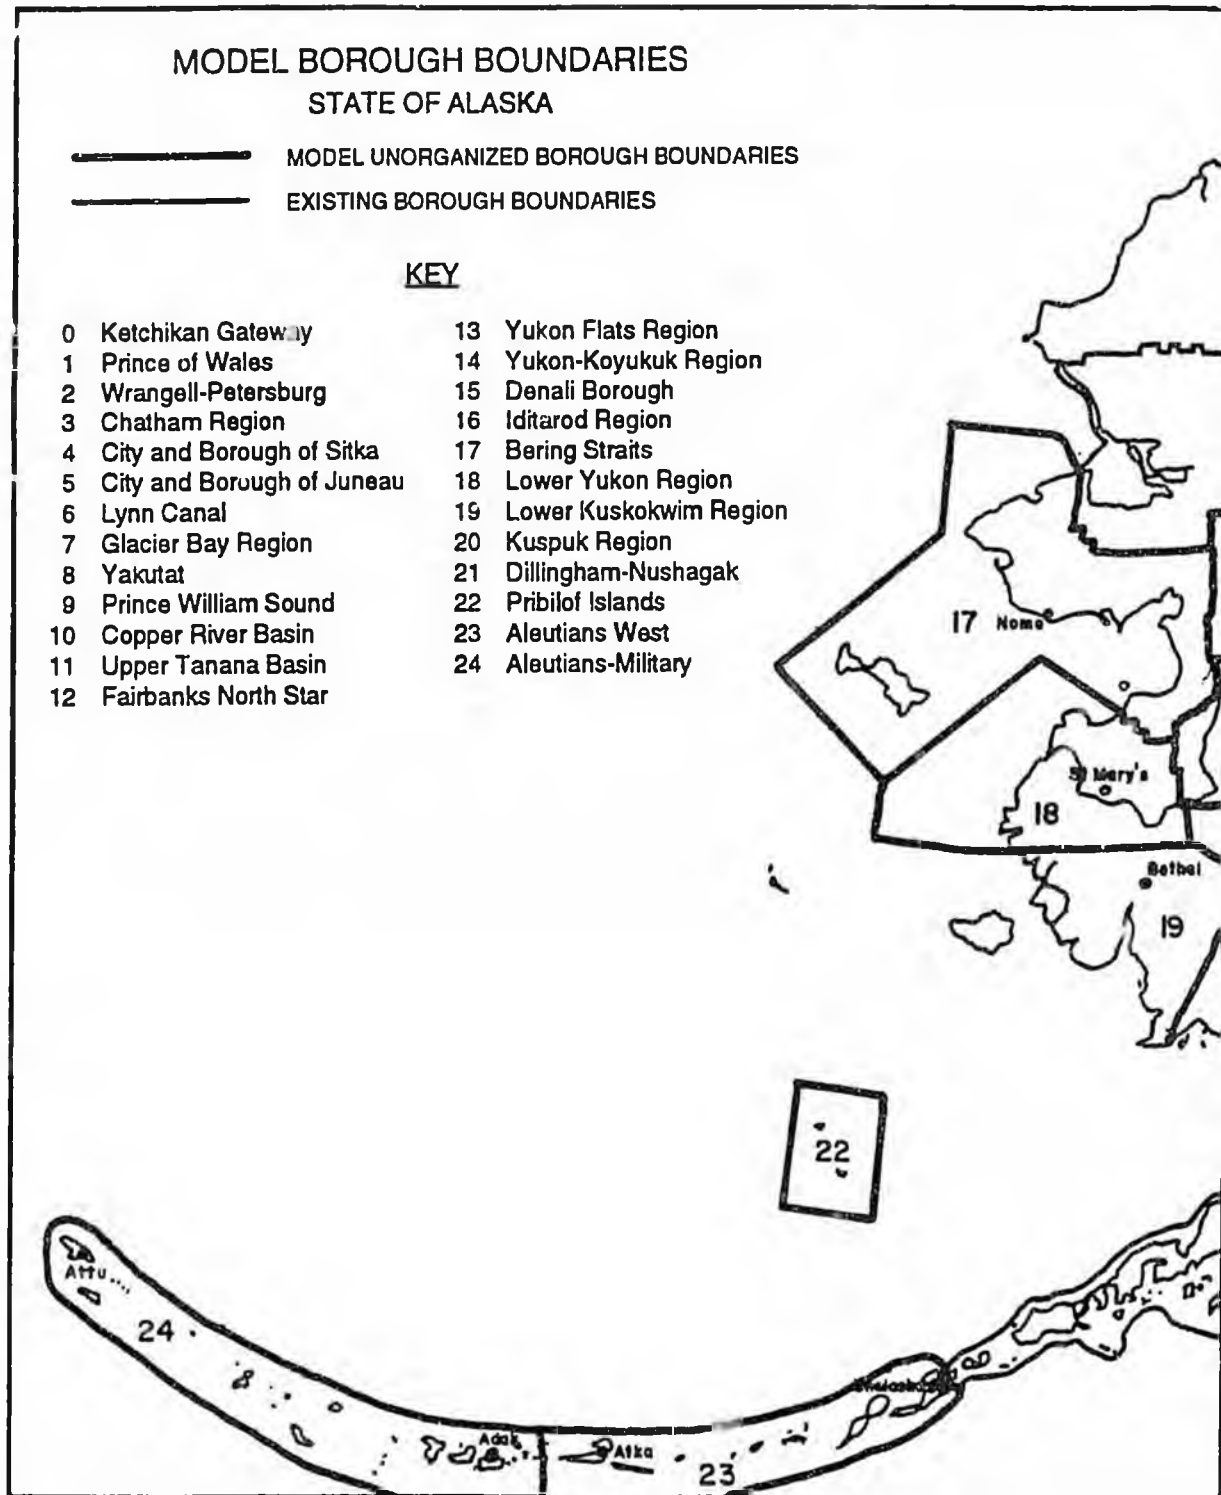 MODEL BOROUGH BOUNDARIES
STATE OF ALASKA
MODEL UNORGANIZED BOROUGH BOUNDARIES
EXISTING BOROUGH BOUNDARIES
KEY
0 Ketchikan Gateway
1 Prince of Wales
2 Wrangell-Petersburg
3 Chatham Region
4 City and Borough of Sitka
5 City and Borough of Juneau
6 Lynn Canal
7 Glacier Bay Region
8 Yakutat
9 Prince William Sound
10 Copper River Basin
11 Upper Tanana Basin
12 Fairbanks North Star
13 Yukon Flats Region
14 Yukon-Koyukuk Region
15 Denali Borough
16 Iditarod Region
17 Bering Straits
18 Lower Yukon Region
19 Lower Kuskokwim Region
20 Kuspuk Region
21 Dillingham-Nushagak
22 Pribilof Islands
23 Aleutians West
24 Aleutians-Military
17 Nome
St Mary's
18
Bethel
19
22
Attu
24
Unalaska
Adak
Atka
23